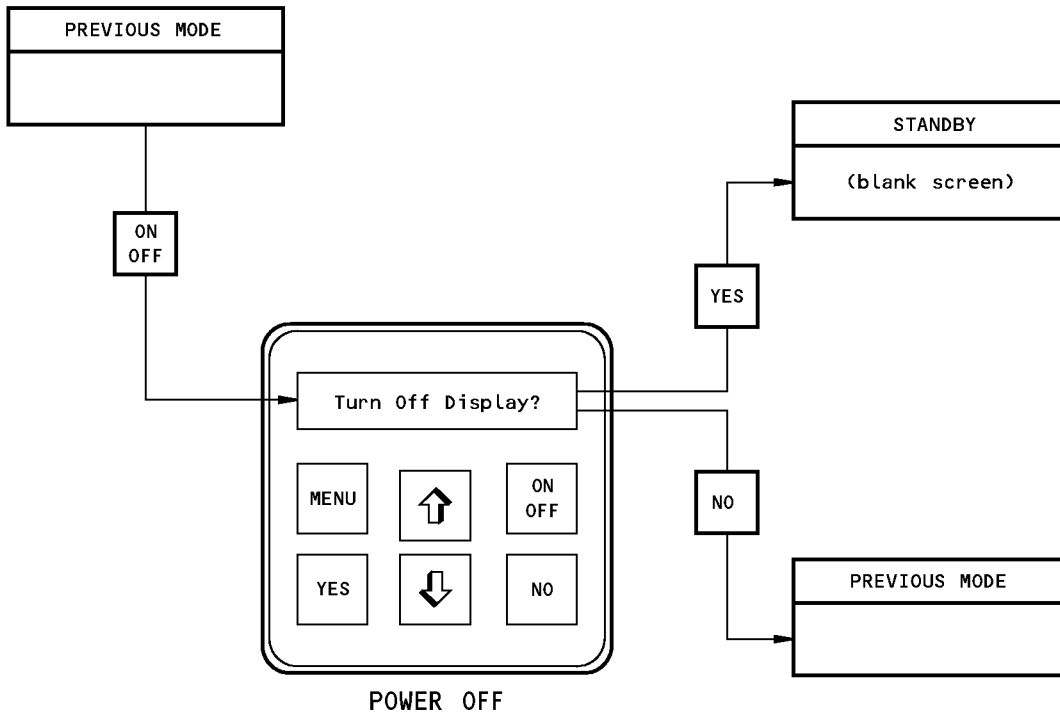 PREVIOUS MODE
ON
OFF
STANDBY
(blank screen)
YES
Turn Off Display?
MENU
ON
OFF
YES
NO
NO
PREVIOUS MODE
POWER OFF